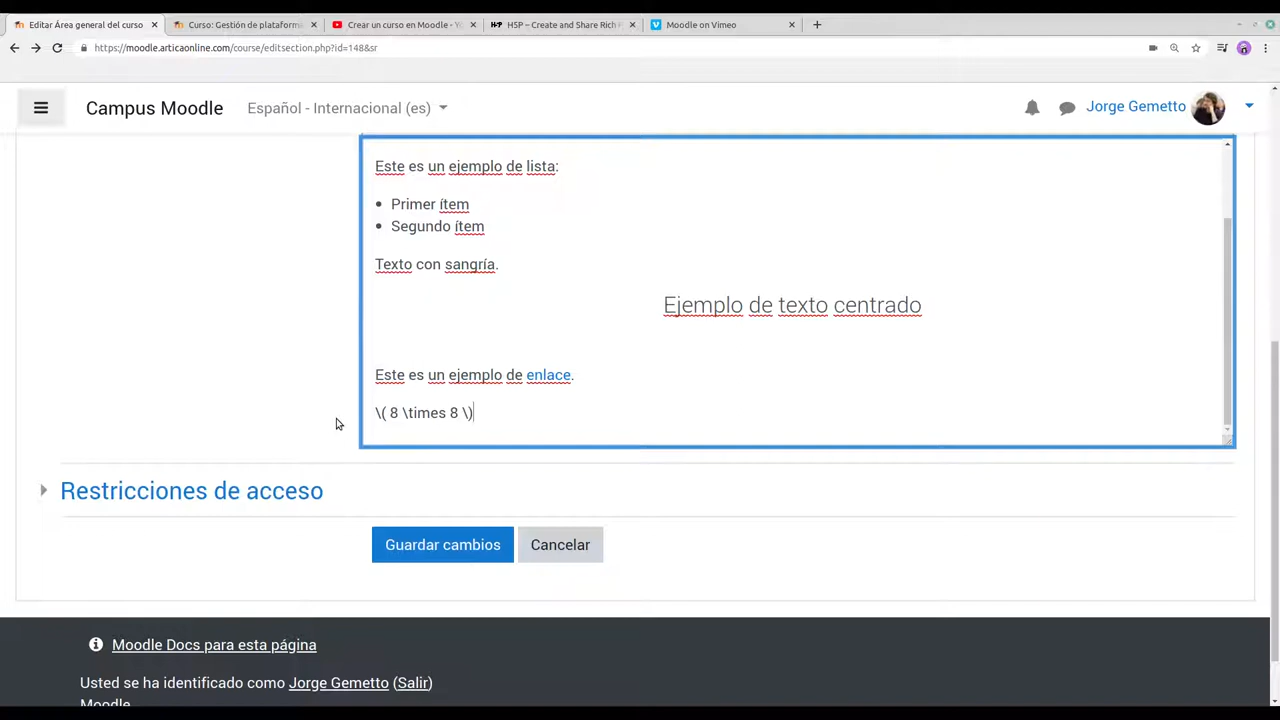 Editar Área general del curso
Curso: Gestión de plataform
Crear un curso en Moodle - Yo
H5P – Create and Share Rich
Moodle on Vimeo
https://moodle.articaonline.com/course/editsection.php?id=148&sr
Campus Moodle
Español - Internacional (es)
Jorge Gemetto
Este es un ejemplo de lista:
• Primer ítem
• Segundo ítem
Texto con sangría.
Ejemplo de texto centrado
Este es un ejemplo de enlace.
\( 8 \times 8 \)
Restricciones de acceso
Guardar cambios
Cancelar
Moodle Docs para esta página
Usted se ha identificado como Jorge Gemetto (Salir)
Moodle